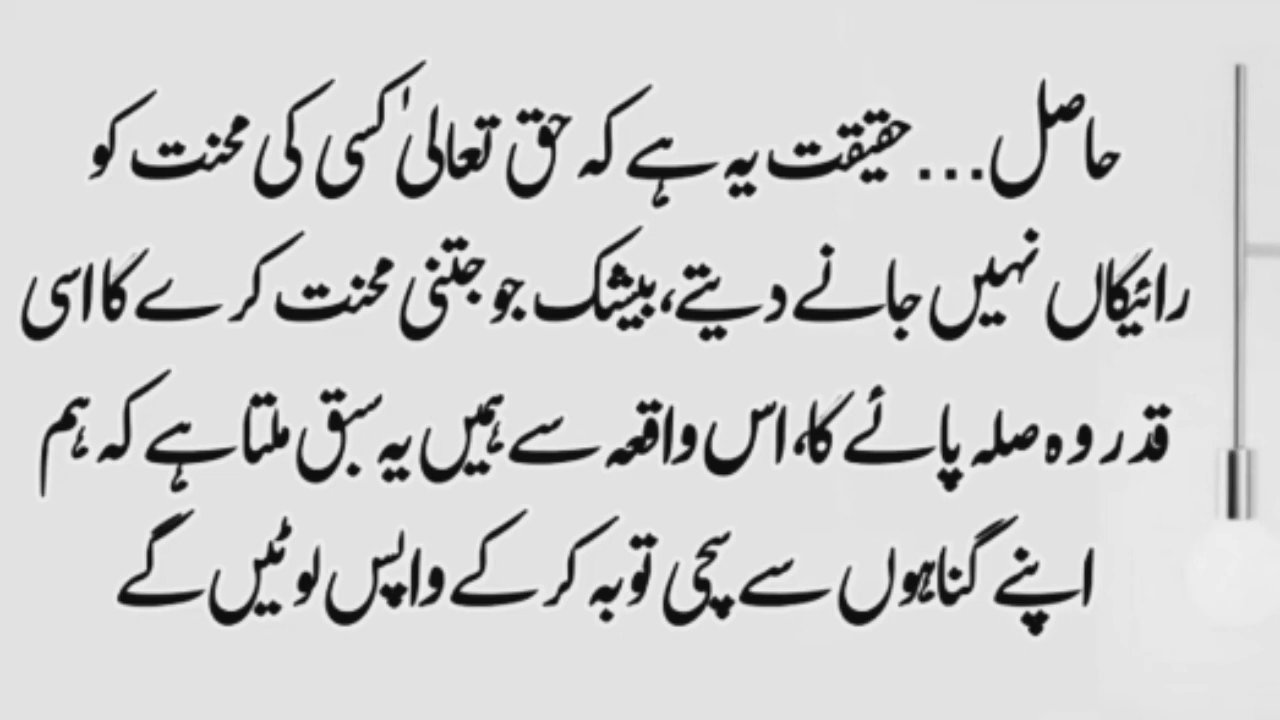 حاصل... حقیقت یہ ہے کہ حق تعالیٰ کسی کی محنت کو
رائیگاں نہیں جانے دیتے، بیشک جو جتنی محنت کرے گا اسی
قدر وہ صلہ پائے گا، اس واقعہ سے ہمیں یہ سبق ملتا ہے کہ ہم
اپنے گناہوں سے سچی توبہ کر کے واپس لوٹیں گے